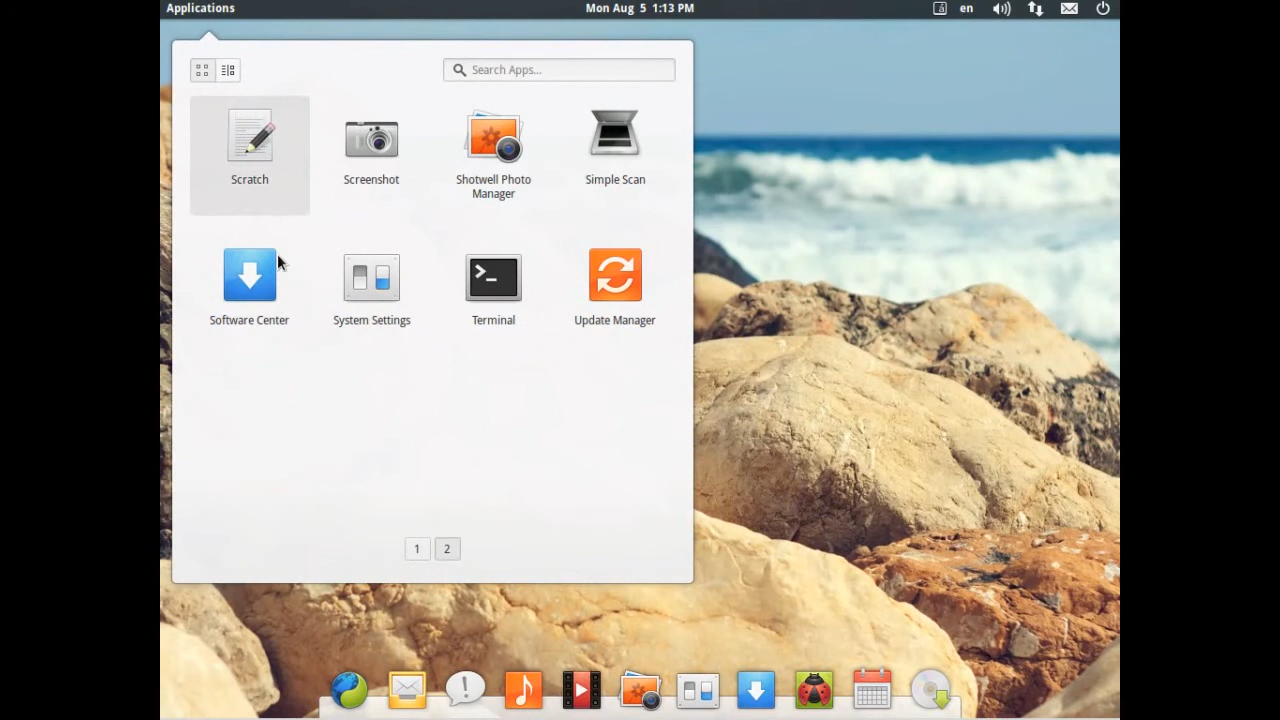 Applications
Mon Aug 5 1:13 PM
en
Search Apps...
Scratch
Screenshot
Shotwell Photo
Manager
Simple Scan
Software Center
System Settings
Terminal
Update Manager
1
2